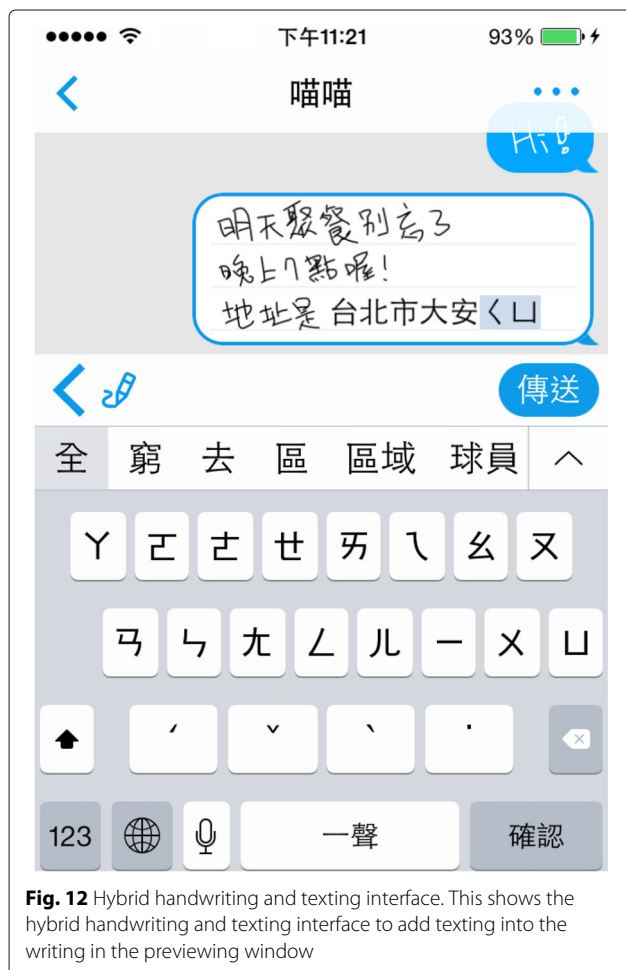 下午11:21 93%
喵喵
Hi!
明天聚餐別忘了
晚上7點喔!
地址是 台北市大安ㄑㄩ
傳送
全 窮 去 區 區域 球員
ㄚ ㄛ ㄜ ㄝ ㄞ ㄟ ㄠ ㄡ
ㄢ ㄣ ㄤ ㄥ ㄦ ㄧ ㄨ ㄩ
ˊ ˇ ˋ ˙
123 一聲 確認
Fig. 12 Hybrid handwriting and texting interface. This shows the
hybrid handwriting and texting interface to add texting into the
writing in the previewing window